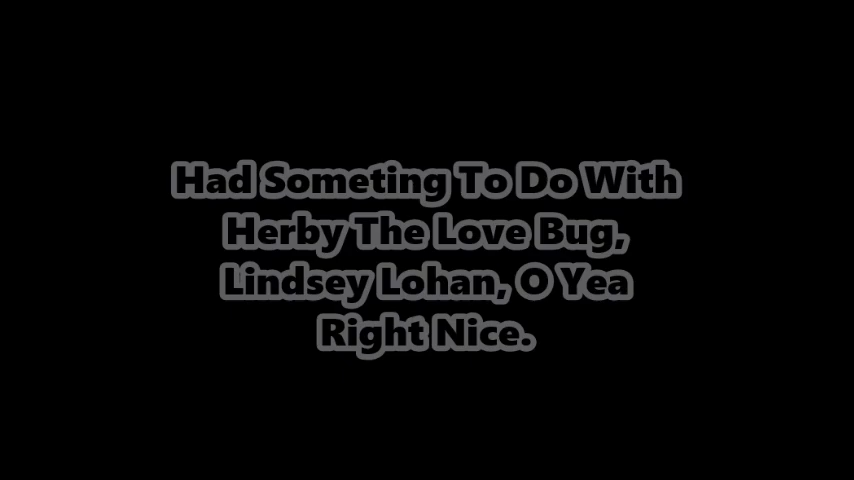 Had Someting To Do With
Herby The Love Bug,
Lindsey Lohan, O Yea
Right Nice.